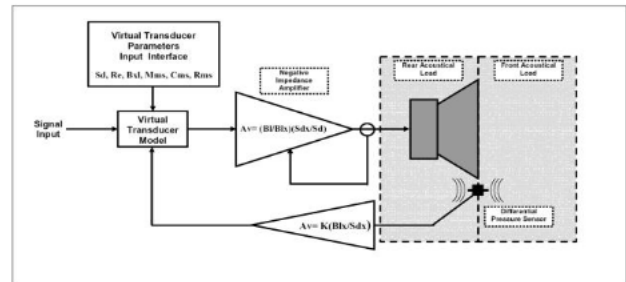 Virtual Transducer
Parameters
Input Interface
Sd, Re, Bxl, Mms, Cms, Rms
Negative
Impedance
Amplifier
Rear Acoustical
Load
Front Acoustical
Load
Signal
Input
Virtual
Transducer
Model
Av= (Bl/Blx)(Sdx/Sd)
Differential
Pressure Sensor
Av= K(Blx/Sdx)